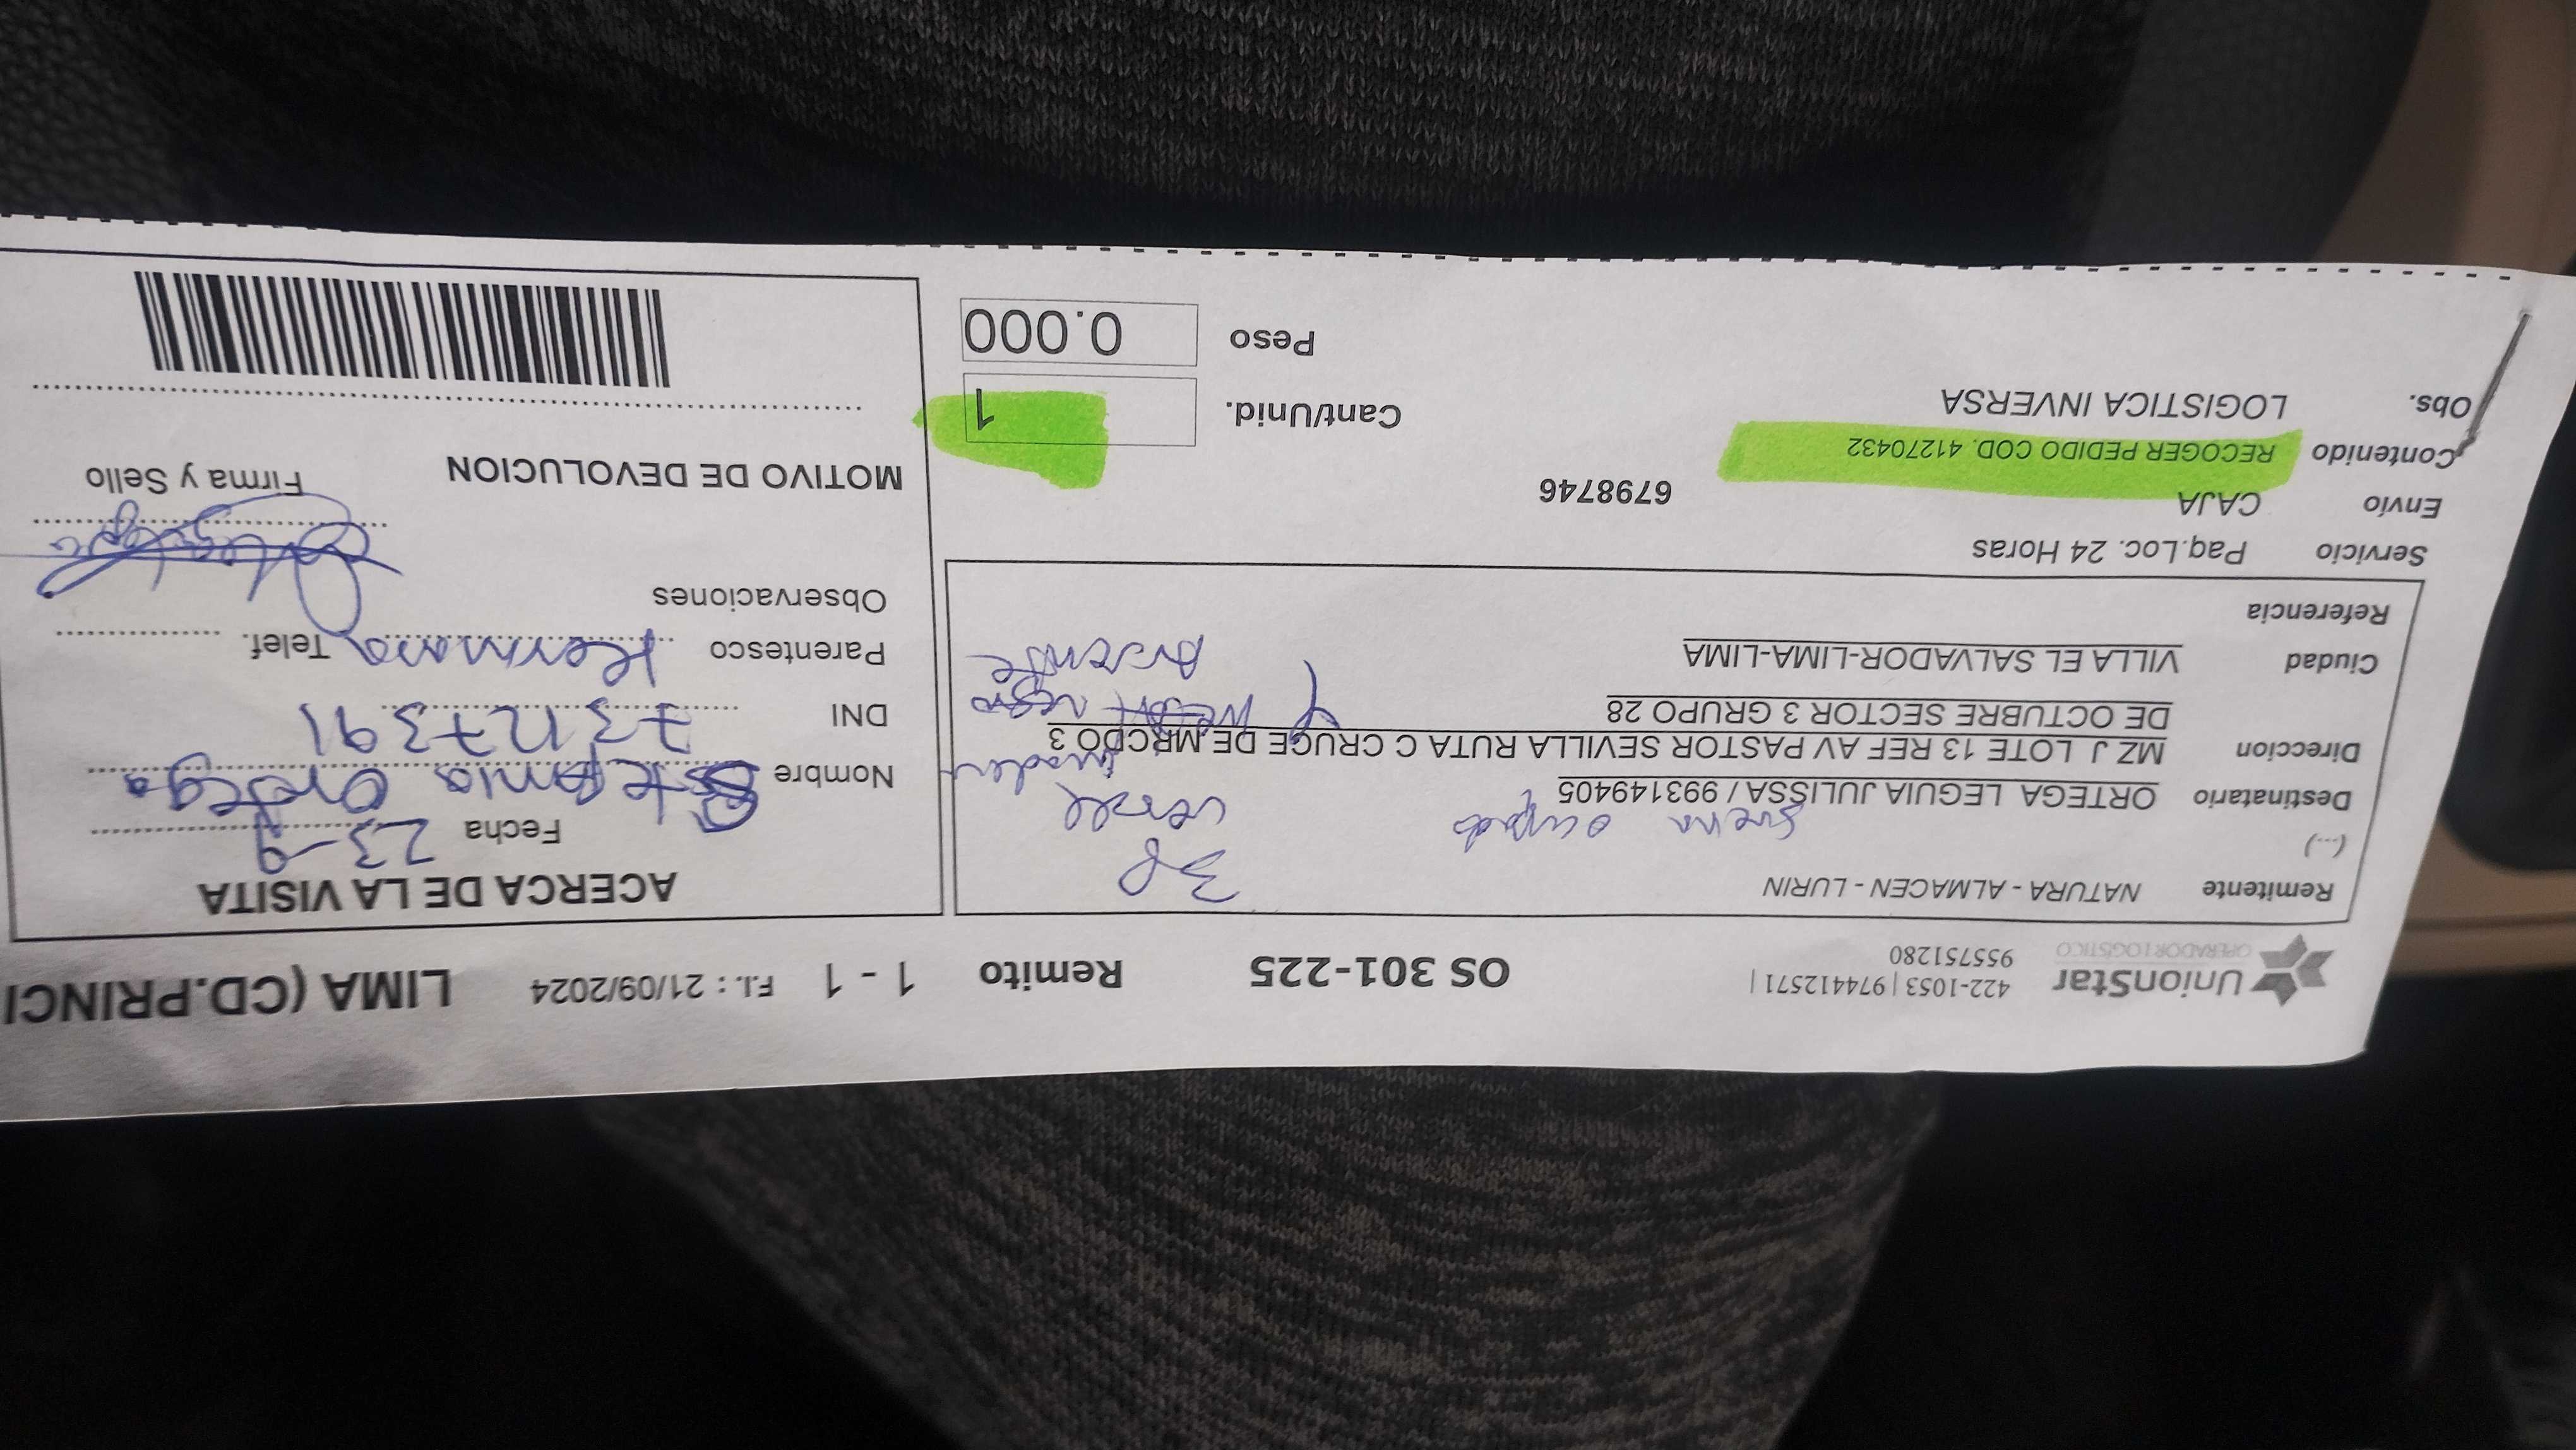 UnionStar
OPERADOR LOGÍSTICO
422-1053 | 974412571 |
955751280
OS 301-225
Remito 1 - 1
F.I. : 21/09/2024
LIMA (CD.PRINCI
Remitente NATURA - ALMACEN - LURIN
(...)
Destinatario ORTEGA LEGUIA JULISSA / 993149405
Direccion MZ J LOTE 13 REF AV PASTOR SEVILLA RUTA C CRUCE DE MRCDO 3
DE OCTUBRE SECTOR 3 GRUPO 28
Ciudad VILLA EL SALVADOR-LIMA-LIMA
Referencia
Suena ocupado
3P
verde
Servicio Paq.Loc. 24 Horas
Envío CAJA 6798746
Contenido RECOGER PEDIDO COD. 41270432
Obs. LOGISTICA INVERSA
Cant/Unid. 1
Peso 0.000
ACERCA DE LA VISITA
Fecha 23-9
Nombre Estefania Ortega
DNI
Parentesco Hermana Telef.
Observaciones
Firma y Sello
MOTIVO DE DEVOLUCION